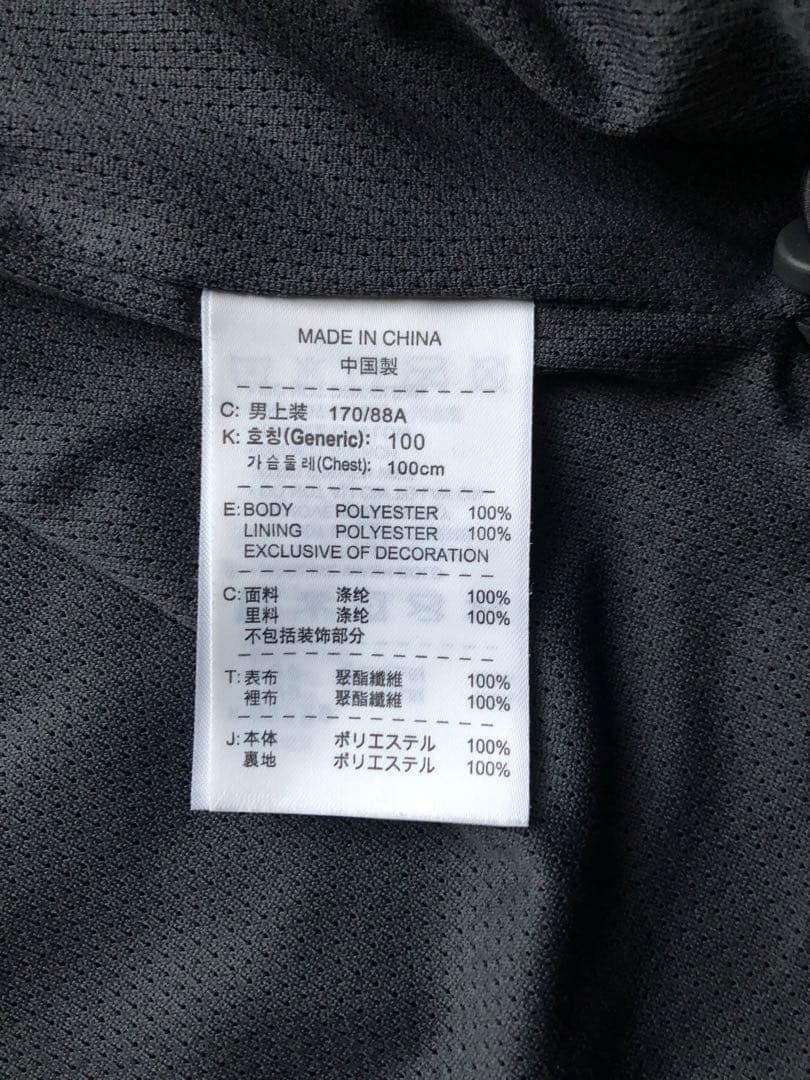 MADE IN CHINA
中国製
C: 男上装 170/88A
K: 호칭(Generic): 100
가슴둘레(Chest): 100cm
E: BODY POLYESTER 100%
LINING POLYESTER 100%
EXCLUSIVE OF DECORATION
C: 面料 涤纶 100%
里料 涤纶 100%
不包括装饰部分
T: 表布 聚酯纖維 100%
裡布 聚酯纖維 100%
J: 本体 ポリエステル 100%
裏地 ポリエステル 100%